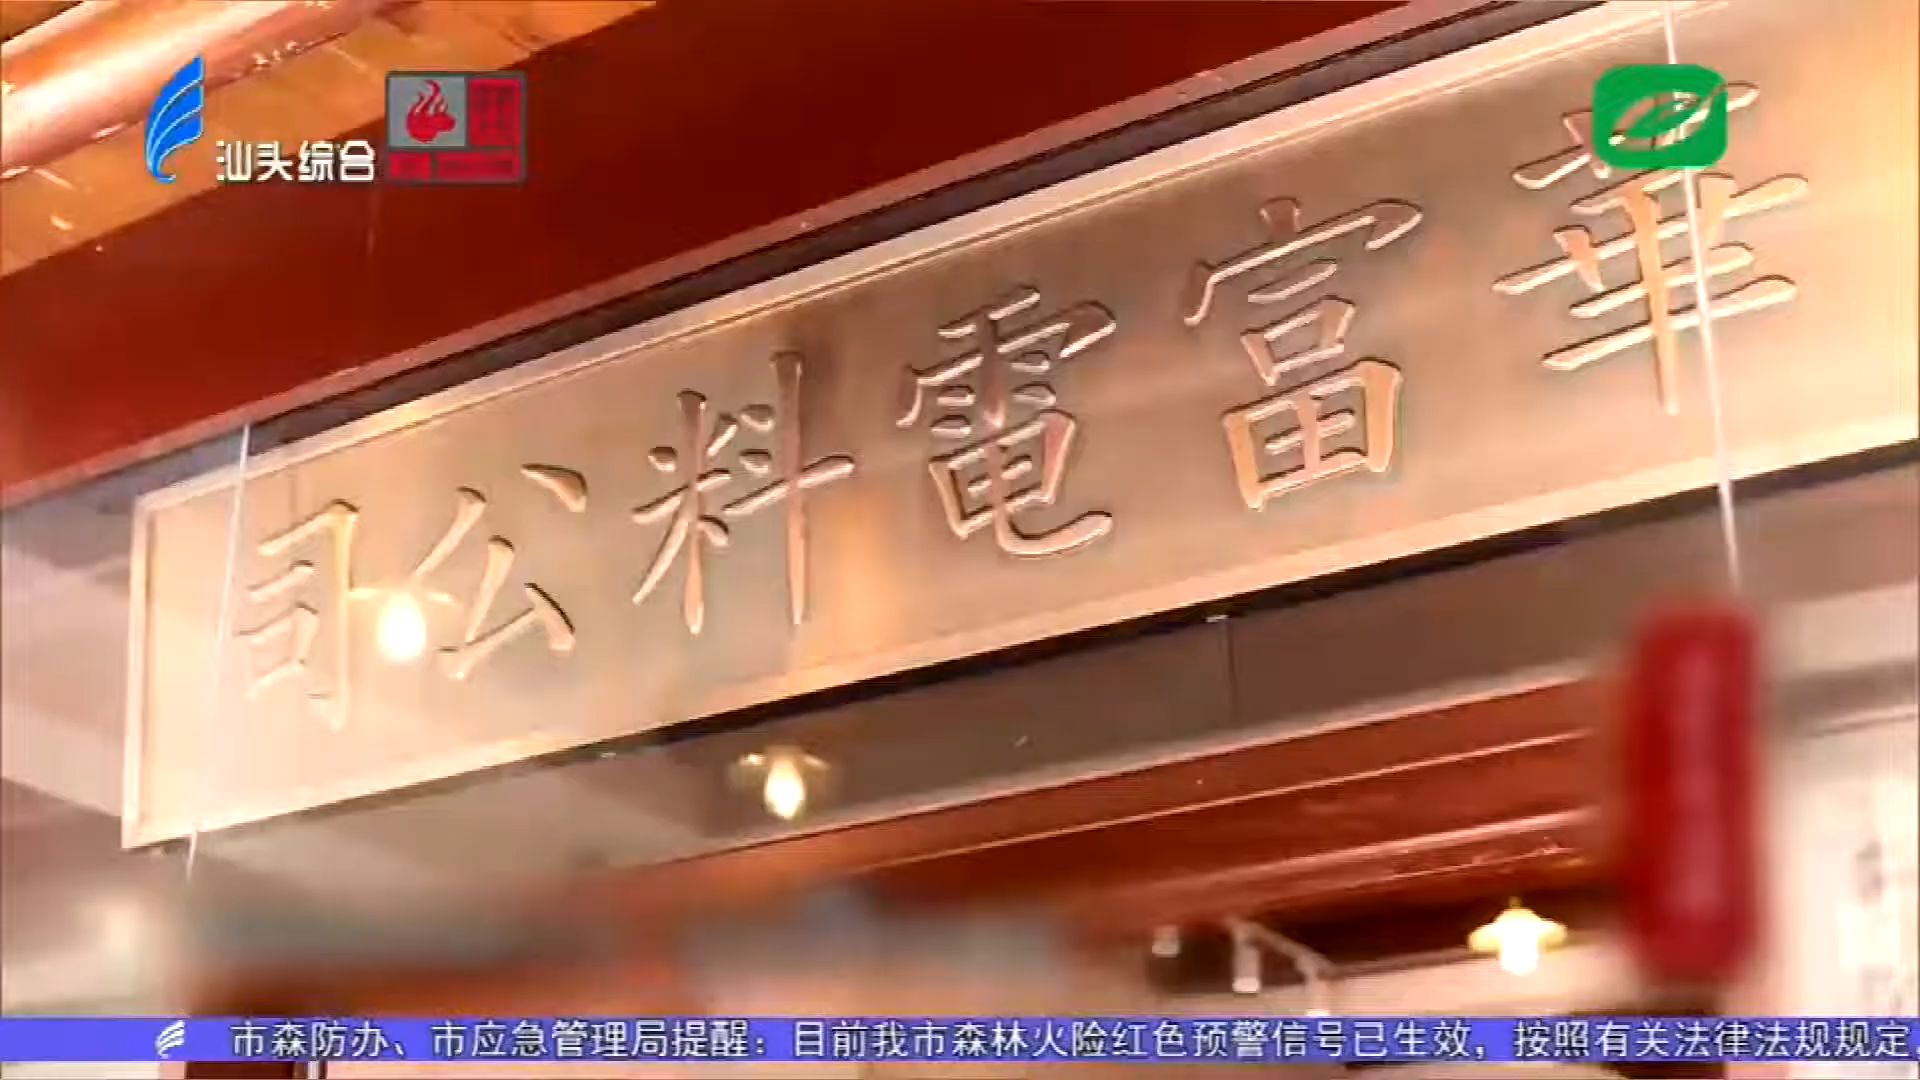 汕头综合
華富電料公司
市森防办、市应急管理局提醒：目前我市森林火险红色预警信号已生效，按照有关法律法规规定，